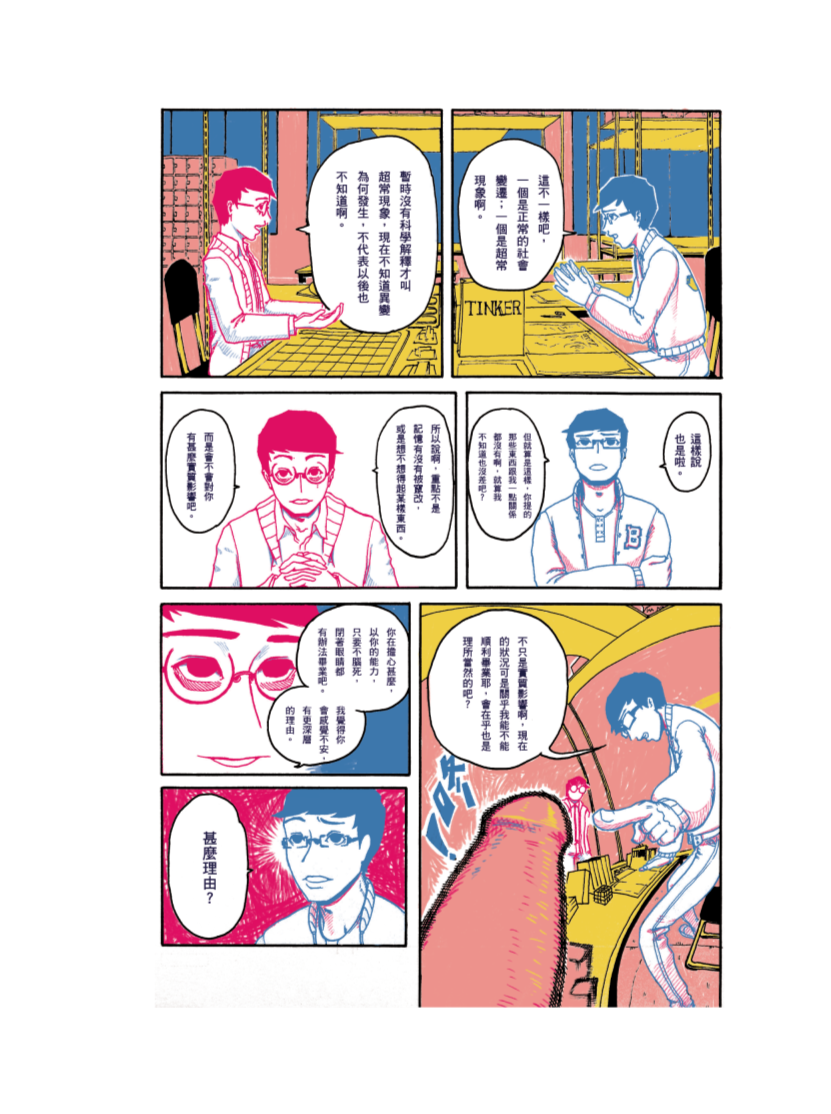 這不一樣吧，
一個是正常的社會
變遷；一個是超常
現象啊。
TINKER
暫時沒有科學解釋才叫
超常現象，現在不知道異變
為何發生，不代表以後也
不知道啊。
這樣說
也是啦。
但就算是這樣，你提的
那些東西跟我一點關係
都沒有啊，就算我
不知道也沒差吧？
B
所以說啊，重點不是
記憶有沒有被竄改，
或是想不想得起某樣東西。
而是會不會對你
有甚麼實質影響吧。
不只是實質影響啊，現在
的狀況可是關乎我能不能
順利畢業耶，會在乎也是
理所當然的吧？
你在擔心甚麼，
以你的能力，
只要不腦死，
閉著眼睛都
有辦法畢業吧。
我覺得你
會感覺不安，
有更深層
的理由。
甚麼理由？